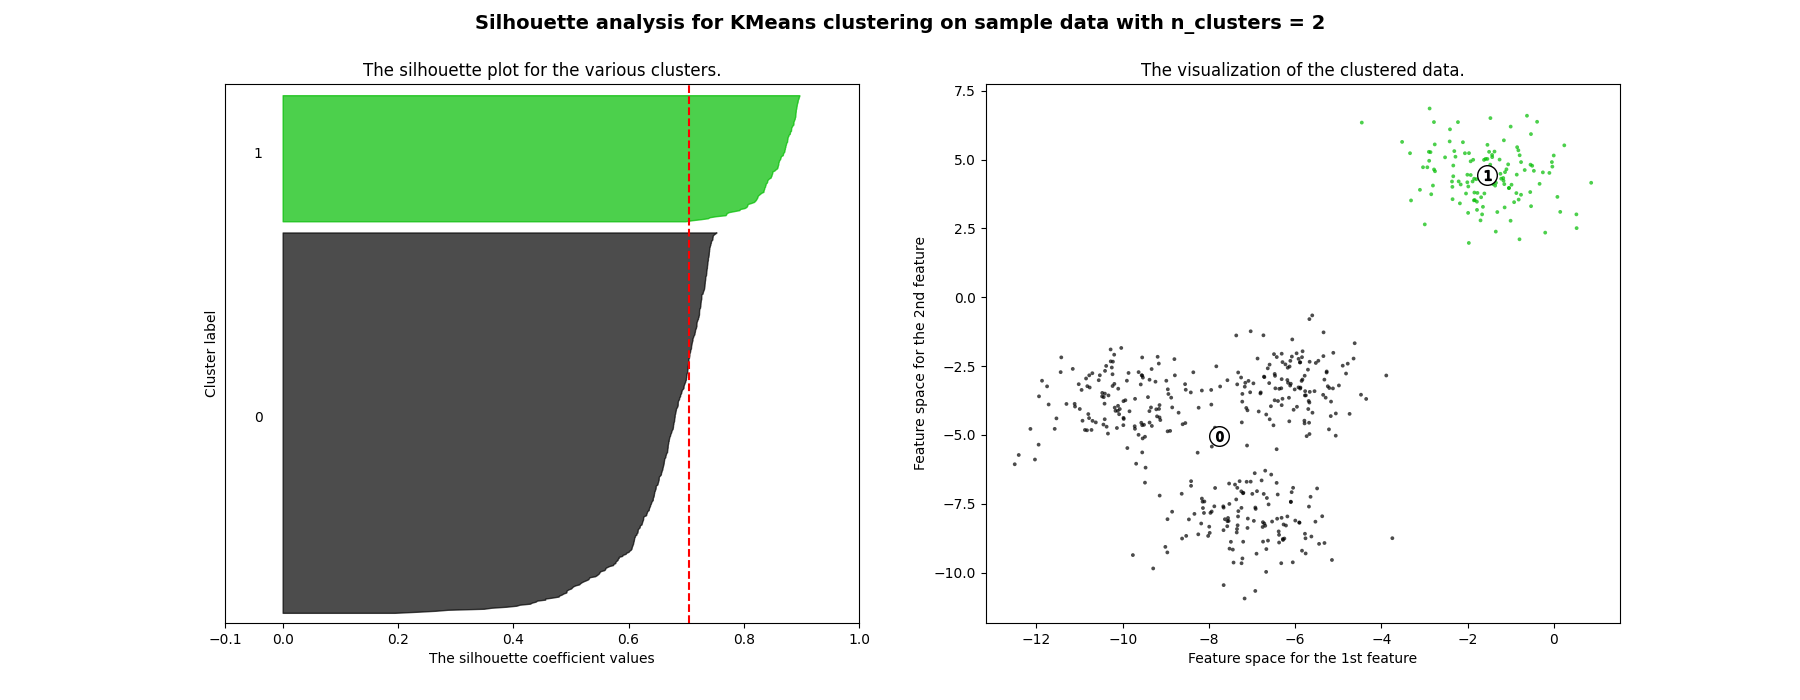 Silhouette analysis for KMeans clustering on sample data with n_clusters = 2
The silhouette plot for the various clusters.
1
0
Cluster label
−0.1 0.0 0.2 0.4 0.6 0.8 1.0
The silhouette coefficient values
The visualization of the clustered data.
7.5
5.0
2.5
0.0
−2.5
−5.0
−7.5
−10.0
Feature space for the 2nd feature
1
0
−12 −10 −8 −6 −4 −2 0
Feature space for the 1st feature